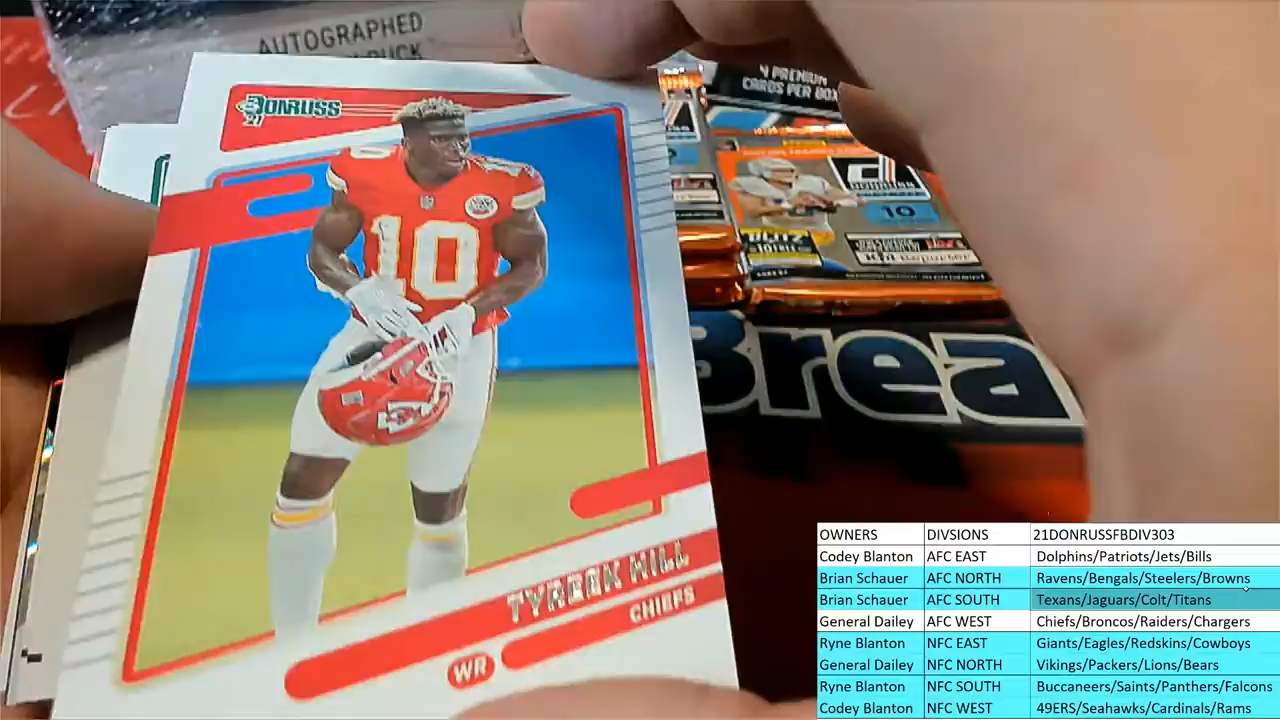 AUTOGRAPHED
4 PREMIUM
CARDS PER BOX
DONRUSS
21
10
10
DONRUSS
10
BLITZ
Brea
TYREEK HILL
CHIEFS
WR
OWNERS DIVSIONS 21DONRUSSFBDIV303
Codey Blanton AFC EAST Dolphins/Patriots/Jets/Bills
Brian Schauer AFC NORTH Ravens/Bengals/Steelers/Browns
Brian Schauer AFC SOUTH Texans/Jaguars/Colt/Titans
General Dailey AFC WEST Chiefs/Broncos/Raiders/Chargers
Ryne Blanton NFC EAST Giants/Eagles/Redskins/Cowboys
General Dailey NFC NORTH Vikings/Packers/Lions/Bears
Ryne Blanton NFC SOUTH Buccaneers/Saints/Panthers/Falcons
Codey Blanton NFC WEST 49ERS/Seahawks/Cardinals/Rams